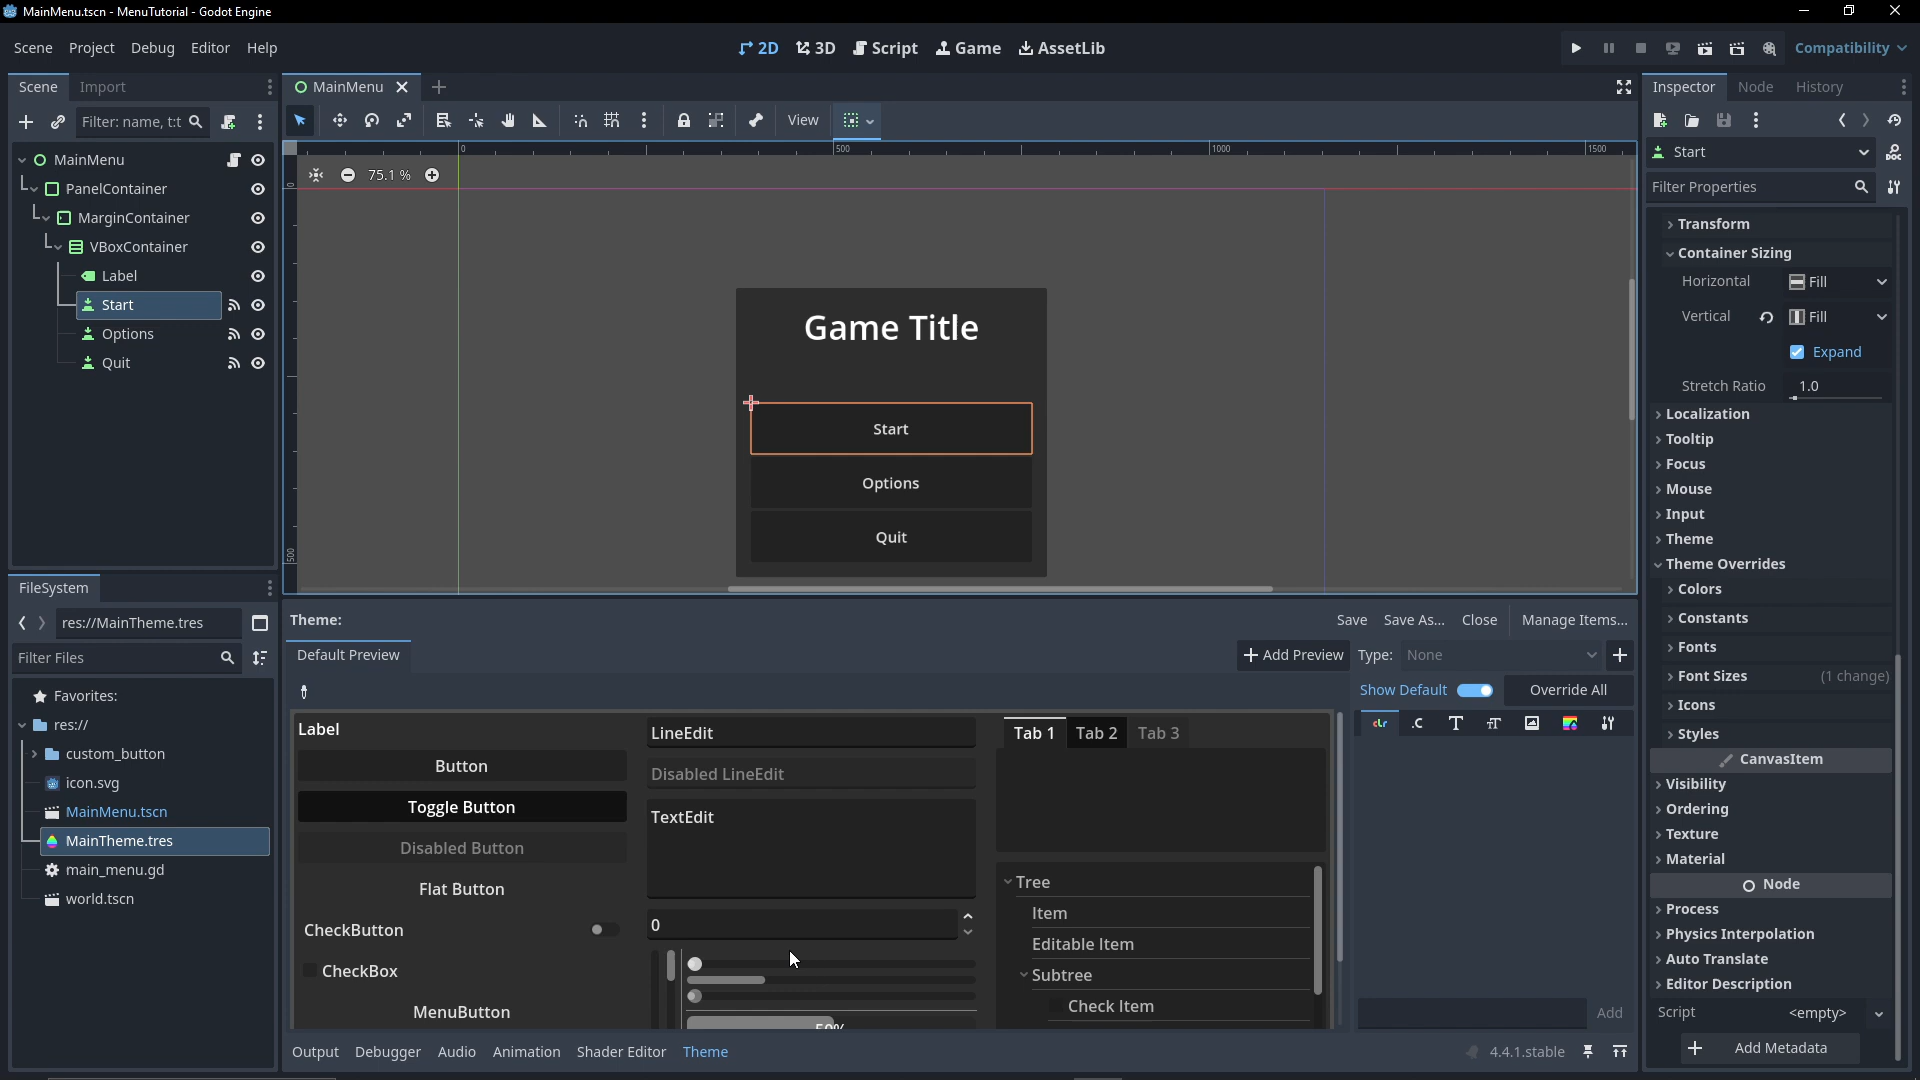 MainMenu.tscn - MenuTutorial - Godot Engine
Scene Project Debug Editor Help
2D 3D Script Game AssetLib
Compatibility
Scene Import
Filter: name, t:t
MainMenu
PanelContainer
MarginContainer
VBoxContainer
Label
Start
Options
Quit
FileSystem
res://MainTheme.tres
Filter Files
Favorites:
res://
custom_button
icon.svg
MainMenu.tscn
MainTheme.tres
main_menu.gd
world.tscn
MainMenu
View
0 500 1000 1500
0
500
75.1 %
Game Title
Start
Options
Quit
Theme:
Save Save As... Close Manage Items...
Default Preview
Add Preview Type: None
Show Default Override All
Label
Button
Toggle Button
Disabled Button
Flat Button
CheckButton
CheckBox
MenuButton
LineEdit
Disabled LineEdit
TextEdit
0
50%
Tab 1 Tab 2 Tab 3
Tree
Item
Editable Item
Subtree
Check Item
Add
Output Debugger Audio Animation Shader Editor Theme
4.4.1.stable
Inspector Node History
Start
Filter Properties
Transform
Container Sizing
Horizontal Fill
Vertical Fill
Expand
Stretch Ratio 1.0
Localization
Tooltip
Focus
Mouse
Input
Theme
Theme Overrides
Colors
Constants
Fonts
Font Sizes (1 change)
Icons
Styles
CanvasItem
Visibility
Ordering
Texture
Material
Node
Process
Physics Interpolation
Auto Translate
Editor Description
Script <empty>
Add Metadata